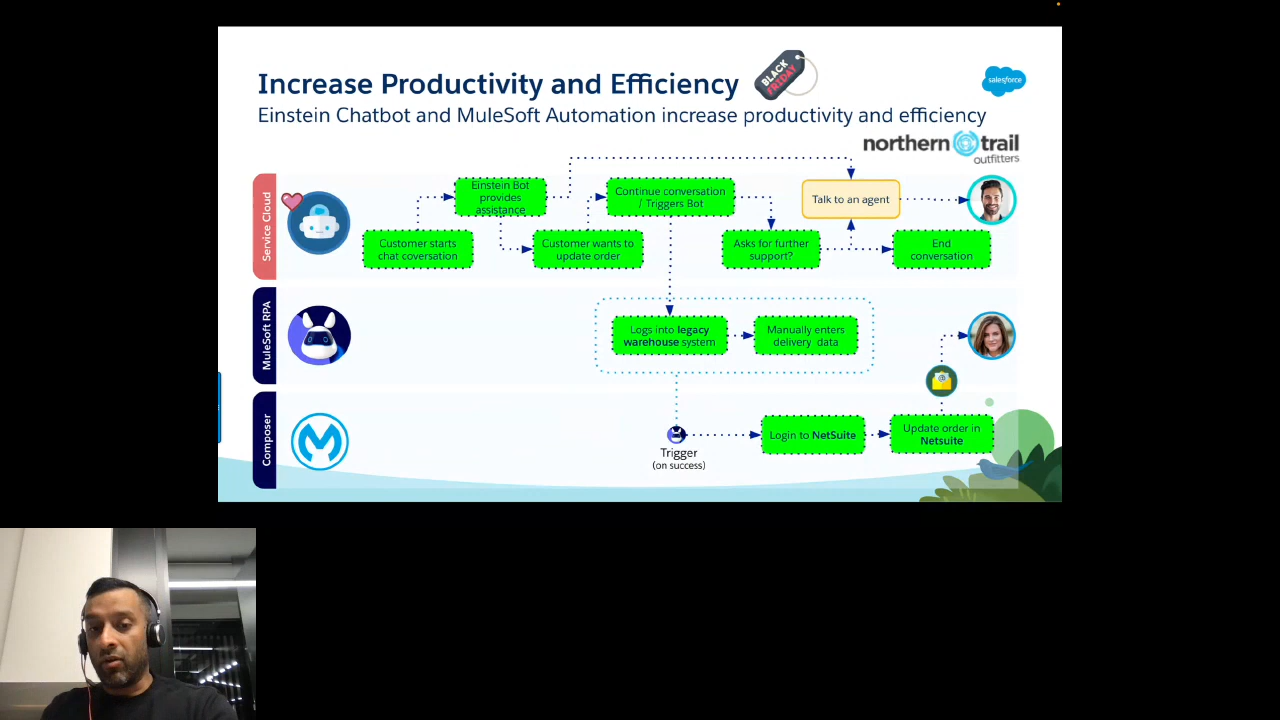 Increase Productivity and Efficiency
BLACK
FRIDAY
salesforce
Einstein Chatbot and MuleSoft Automation increase productivity and efficiency
northern trail
outfitters
Service Cloud
Einstein Bot
provides
assistance
Continue conversation
/ Triggers Bot
Talk to an agent
Customer starts
chat coversation
Customer wants to
update order
Asks for further
support?
End
conversation
MuleSoft RPA
Logs into legacy
warehouse system
Manually enters
delivery data
Composer
Trigger
(on success)
Login to NetSuite
Update order in
Netsuite